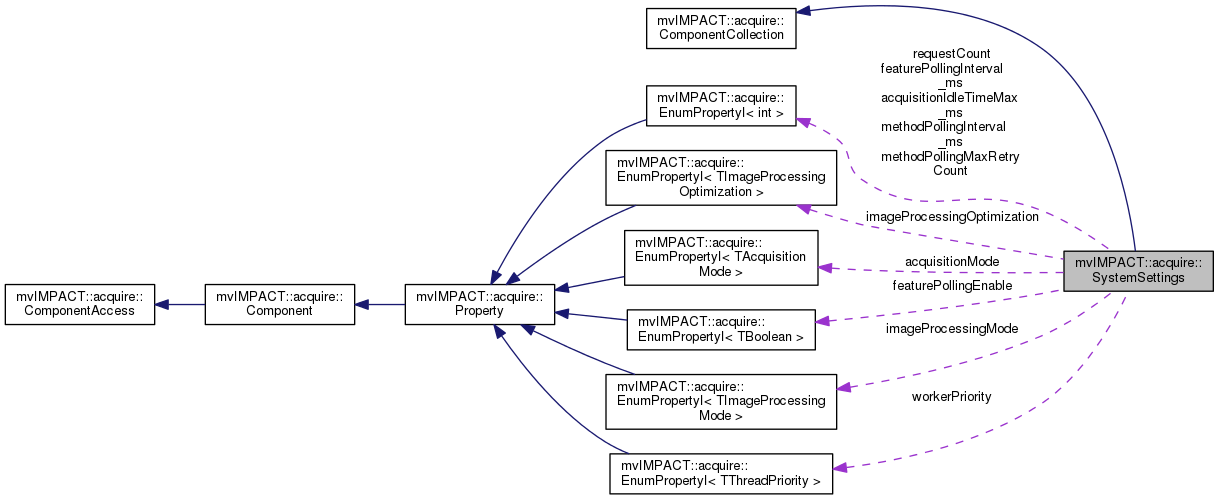 mvIMPACT::acquire::
ComponentCollection
requestCount
featurePollingInterval
_ms
acquisitionIdleTimeMax
_ms
methodPollingInterval
_ms
methodPollingMaxRetry
Count
mvIMPACT::acquire::
EnumPropertyI< int >
mvIMPACT::acquire::
EnumPropertyI< TImageProcessing
Optimization >
imageProcessingOptimization
mvIMPACT::acquire::
EnumPropertyI< TAcquisition
Mode >
acquisitionMode
mvIMPACT::acquire::
SystemSettings
featurePollingEnable
mvIMPACT::acquire::
ComponentAccess
mvIMPACT::acquire::
Component
mvIMPACT::acquire::
Property
mvIMPACT::acquire::
EnumPropertyI< TBoolean >
imageProcessingMode
mvIMPACT::acquire::
EnumPropertyI< TImageProcessing
Mode >
workerPriority
mvIMPACT::acquire::
EnumPropertyI< TThreadPriority >